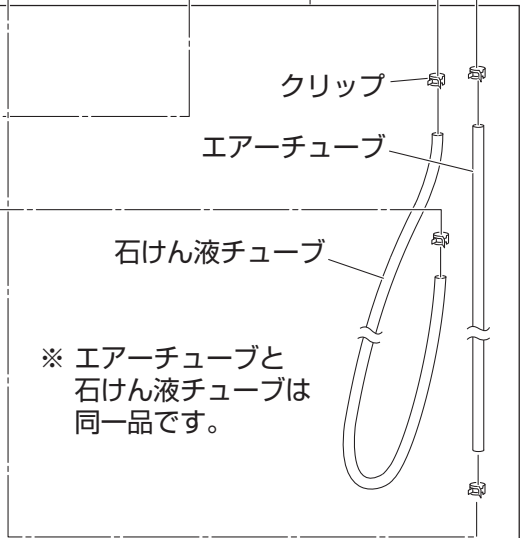 クリップ
エアーチューブ
石けん液チューブ
※ エアーチューブと
石けん液チューブは
同一品です。